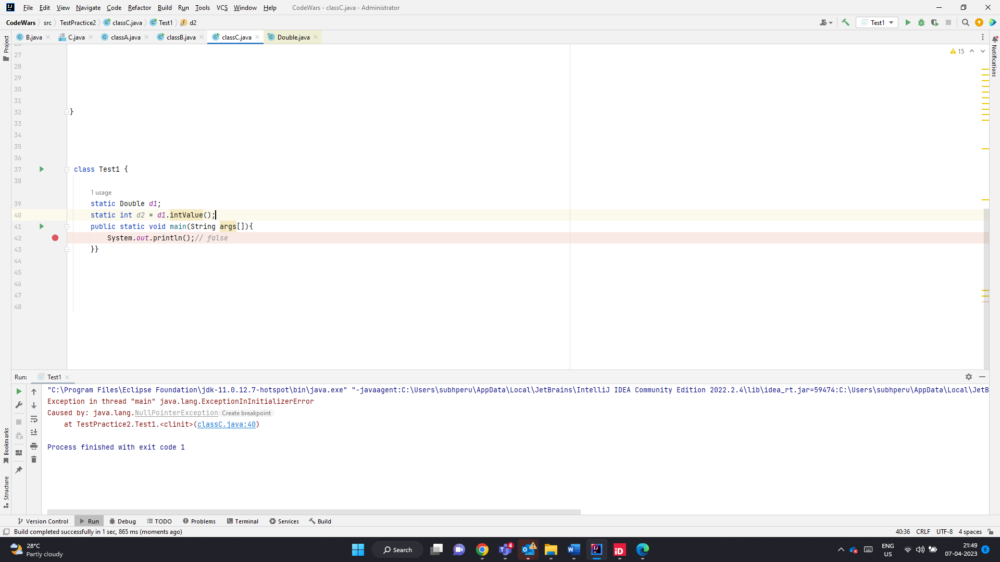 File Edit View Navigate Code Refactor Build Run Tools VCS Window Help CodeWars - classC.java - Administrator
CodeWars src TestPractice2 classC.java Test1 d2 Test1
B.java C.java classA.java classB.java classC.java Double.java
Project
Notifications
15
27
28
29
30
31
32 }
33
34
35
36
37 class Test1 {
38
1 usage
39 static Double d1;
40 static int d2 = d1.intValue();
41 public static void main(String args[]){
42 System.out.println();// false
43 }}
44
45
46
47
48
Run: Test1
"C:\Program Files\Eclipse Foundation\jdk-11.0.12.7-hotspot\bin\java.exe" "-javaagent:C:\Users\subhperu\AppData\Local\JetBrains\IntelliJ IDEA Community Edition 2022.2.4\lib\idea_rt.jar=59474:C:\Users\subhperu\AppData\Local\JetB
Exception in thread "main" java.lang.ExceptionInInitializerError
Caused by: java.lang.NullPointerException Create breakpoint
at TestPractice2.Test1.<clinit>(classC.java:40)
Process finished with exit code 1
Bookmarks
Structure
Version Control Run Debug TODO Problems Terminal Services Build
Build completed successfully in 1 sec, 865 ms (moments ago) 40:36 CRLF UTF-8 4 spaces
28°C
Partly cloudy
Search
4
ENG
US
21:49
07-04-2023
6